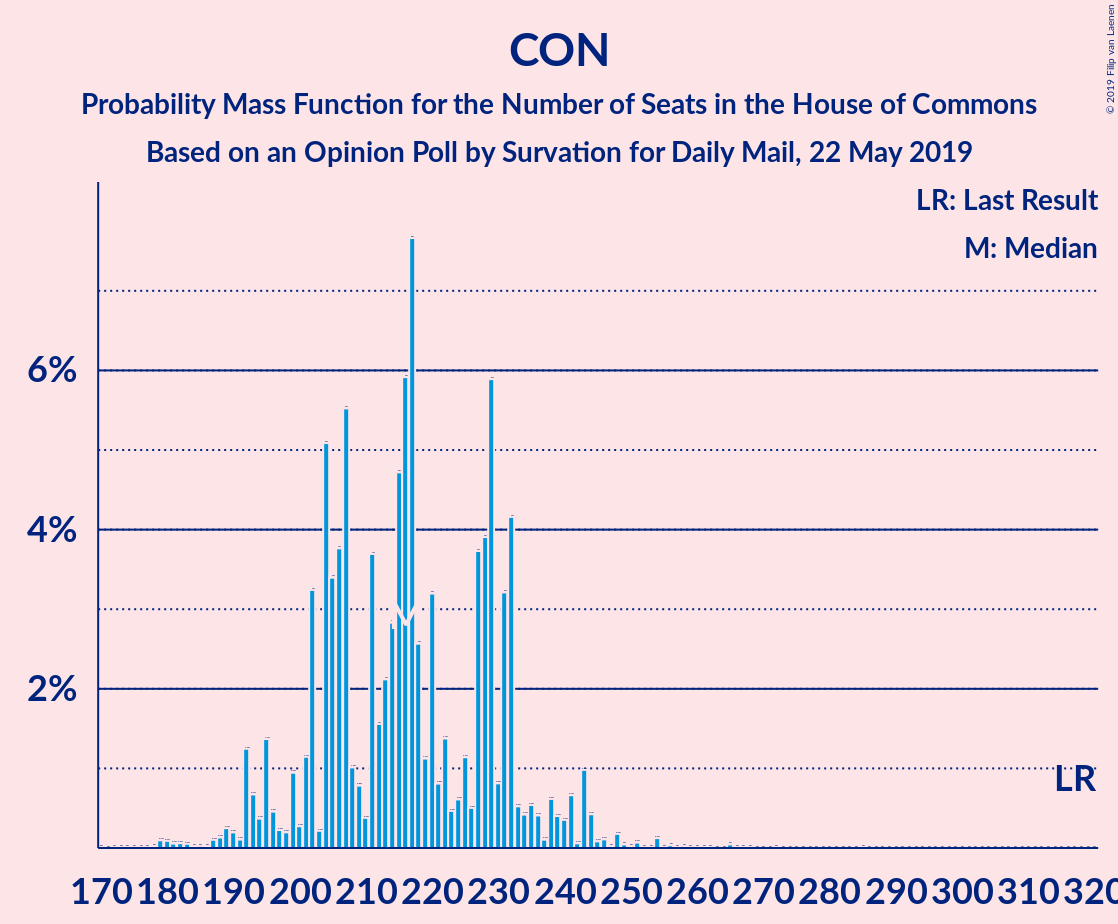 CON
Probability Mass Function for the Number of Seats in the House of Commons
Based on an Opinion Poll by Survation for Daily Mail, 22 May 2019
© 2019 Filip van Laenen
LR: Last Result
M: Median
6%
4%
2%
M
LR
170 180 190 200 210 220 230 240 250 260 270 280 290 300 310 320